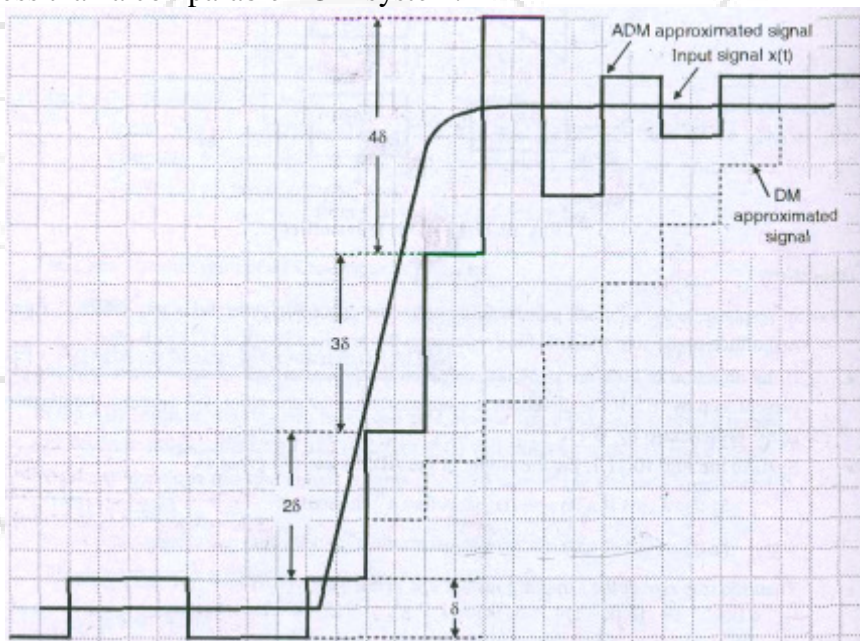 ADM approximated signal
Input signal x(t)
4δ
DM
approximated
signal
3δ
2δ
δ